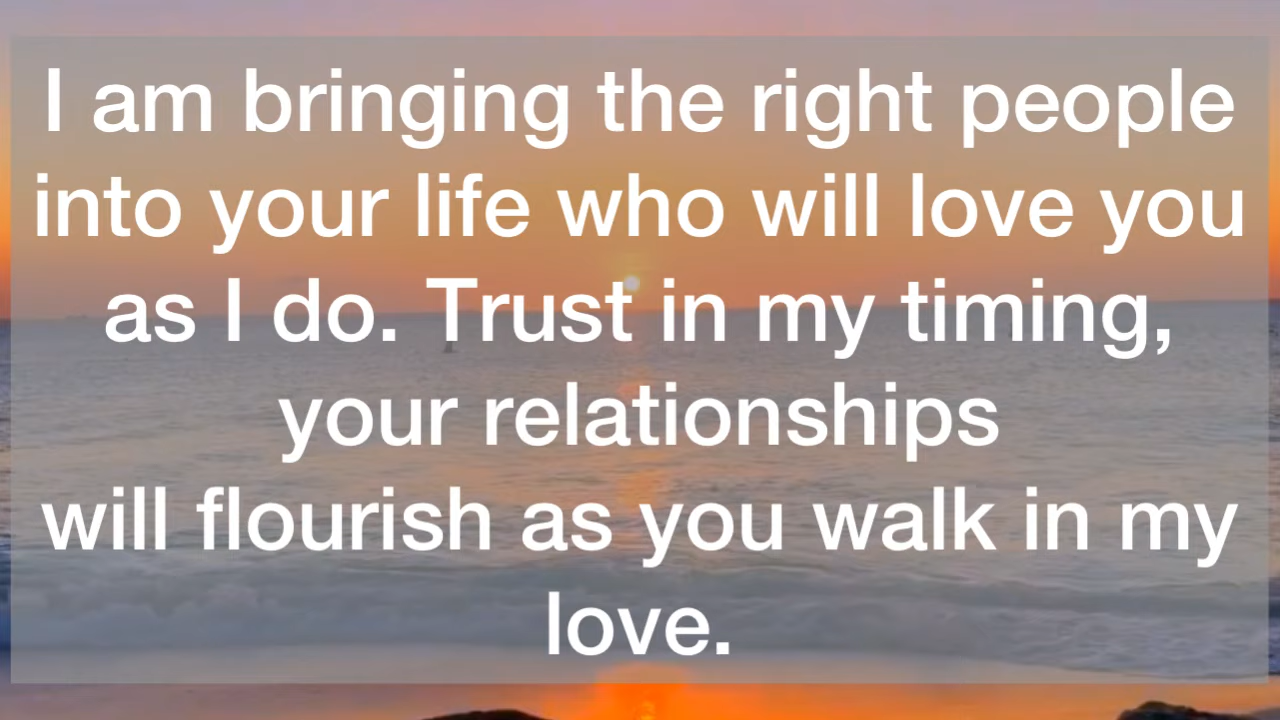 I am bringing the right people
into your life who will love you
as I do. Trust in my timing,
your relationships
will flourish as you walk in my
love.